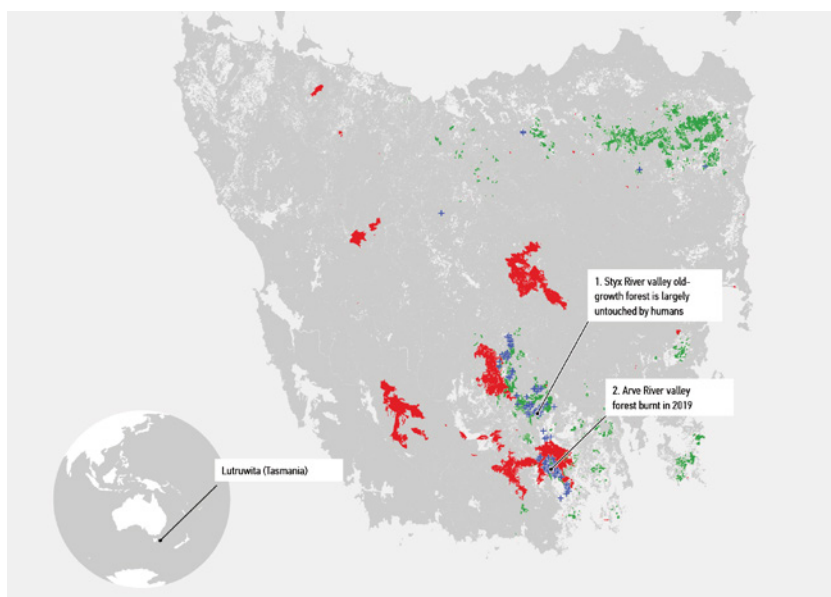 1. Styx River valley old-
growth forest is largely
untouched by humans
2. Arve River valley
forest burnt in 2019
Lutruwita (Tasmania)